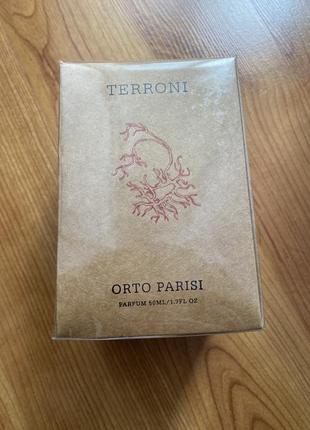 TERRONI
ORTO PARISI
PARFUM 50ML/1.7FL OZ